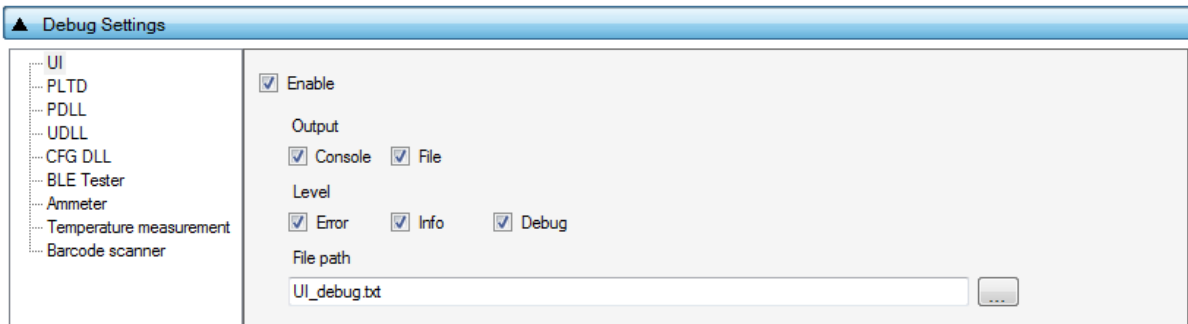 Debug Settings
UI
PLTD
PDLL
UDLL
CFG DLL
BLE Tester
Ammeter
Temperature measurement
Barcode scanner
Enable
Output
Console File
Level
Error Info Debug
File path
UI_debug.txt
...